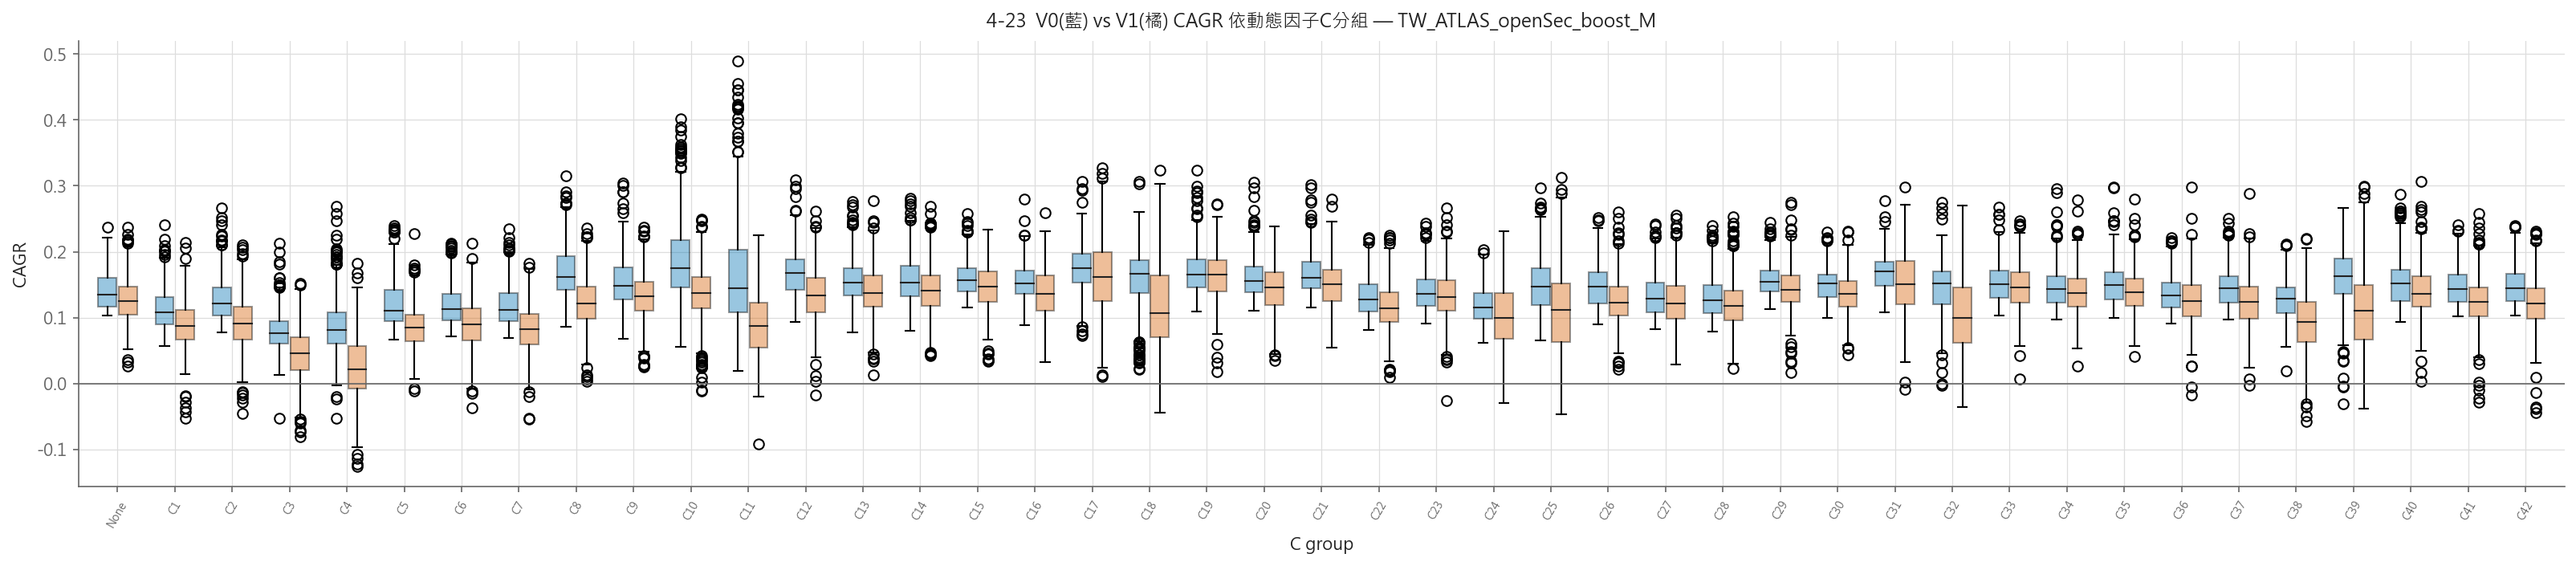 4-23  V0(藍) vs V1(橘) CAGR 依動態因子C分組 — TW_ATLAS_openSec_boost_M
CAGR
0.5
0.4
0.3
0.2
0.1
0.0
-0.1
None C1 C2 C3 C4 C5 C6 C7 C8 C9 C10 C11 C12 C13 C14 C15 C16 C17 C18 C19 C20 C21 C22 C23 C24 C25 C26 C27 C28 C29 C30 C31 C32 C33 C34 C35 C36 C37 C38 C39 C40 C41 C42
C group